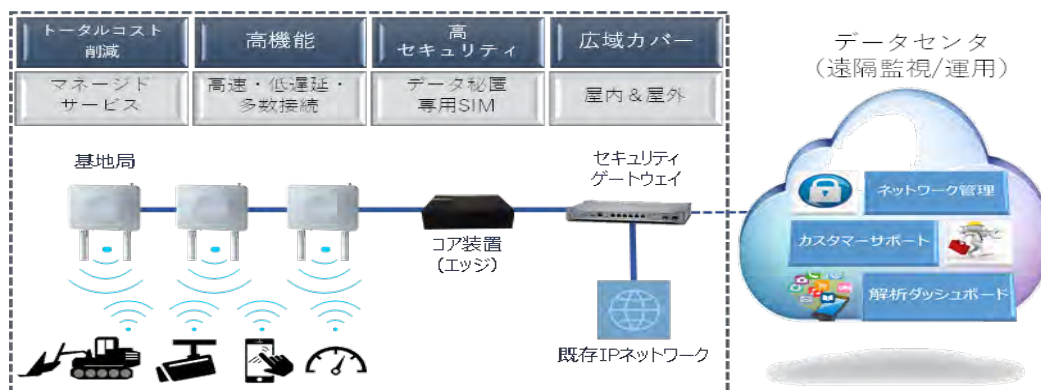 トータルコスト
削減
高機能
高
セキュリティ
広域カバー
マネージド
サービス
高速・低遅延・
多数接続
データ秘匿
専用SIM
屋内&屋外
データセンタ
(遠隔監視/運用)
基地局
セキュリティ
ゲートウェイ
コア装置
(エッジ)
既存IPネットワーク
ネットワーク管理
カスタマーサポート
解析ダッシュボード